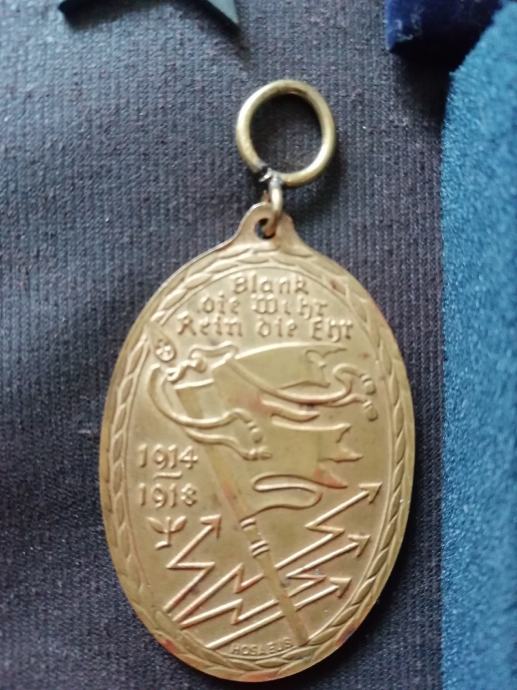 Blank
die Wehr
Rein die Ehr
1914
1918
HOSAEUS